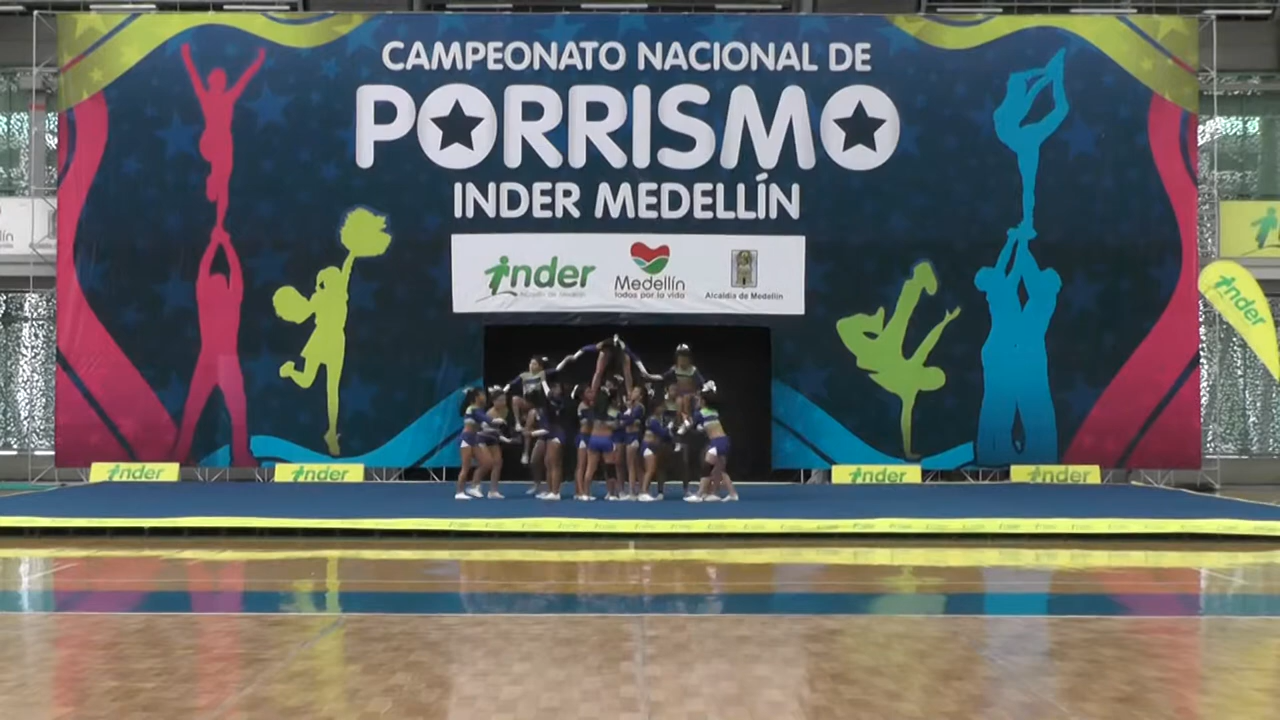 CAMPEONATO NACIONAL DE
PORRISMO
INDER MEDELLÍN
inder
Medellín
todos por la vida
Alcaldía de Medellín
inder
inder
inder
inder
inder